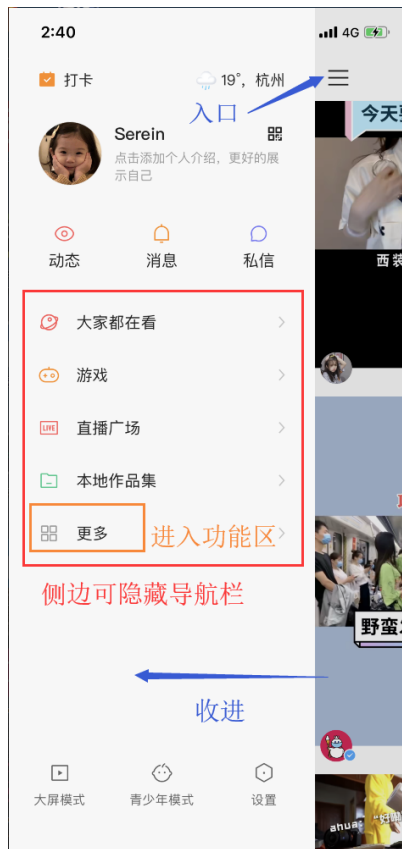 2:40
4G
打卡
19°，杭州
入口
今天
Serein
点击添加个人介绍，更好的展
示自己
动态
消息
私信
西装
大家都在看
游戏
LIVE
直播广场
本地作品集
更多
进入功能区
侧边可隐藏导航栏
野蛮
收进
大屏模式
青少年模式
设置
ahua